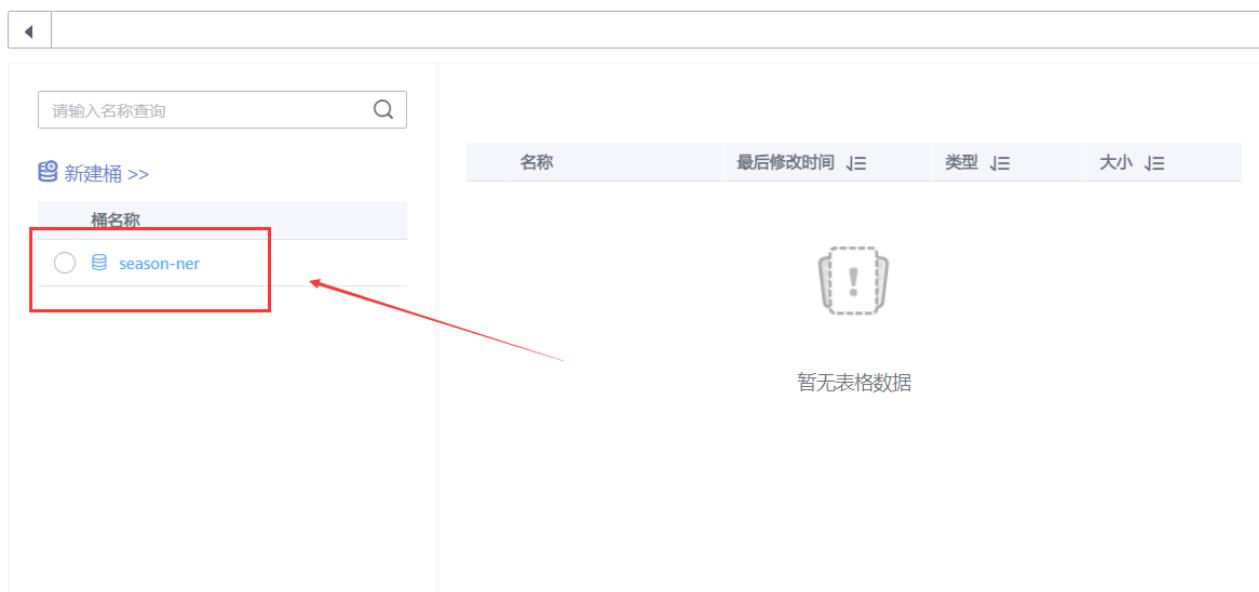 请输入名称查询
新建桶 >>
桶名称
season-ner
名称 最后修改时间 类型 大小
暂无表格数据